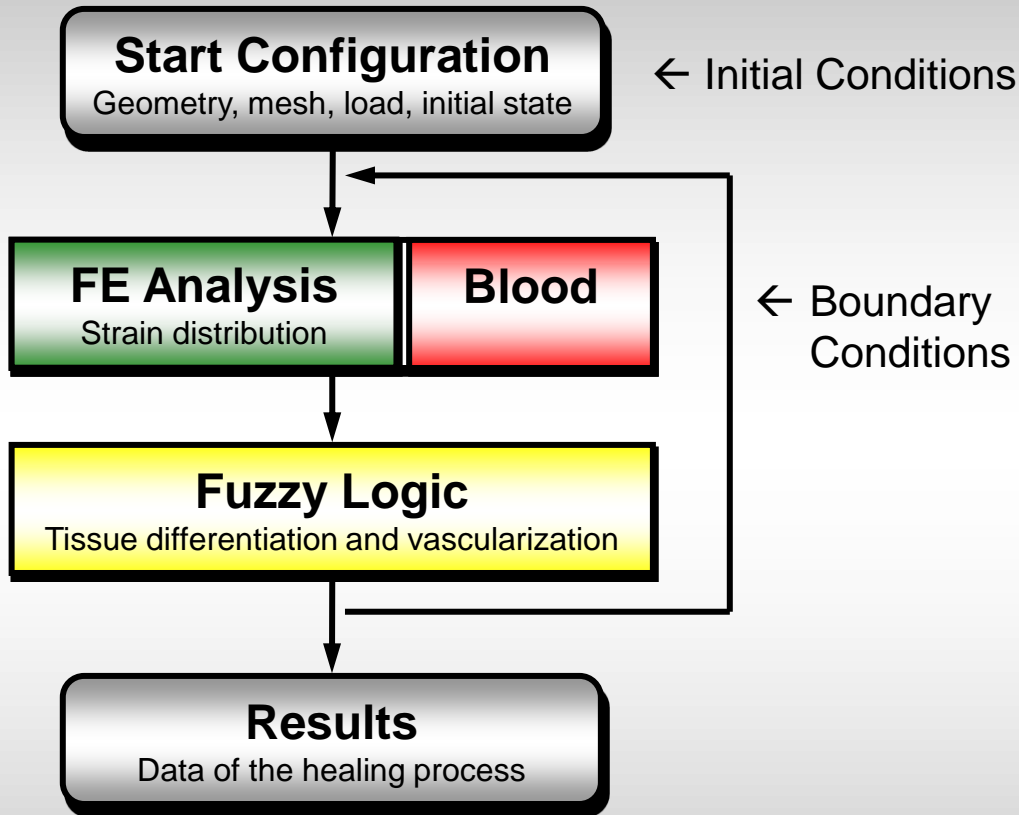 Start Configuration
Geometry, mesh, load, initial state
← Initial Conditions
FE Analysis
Strain distribution
Blood
← Boundary
Conditions
Fuzzy Logic
Tissue differentiation and vascularization
Results
Data of the healing process